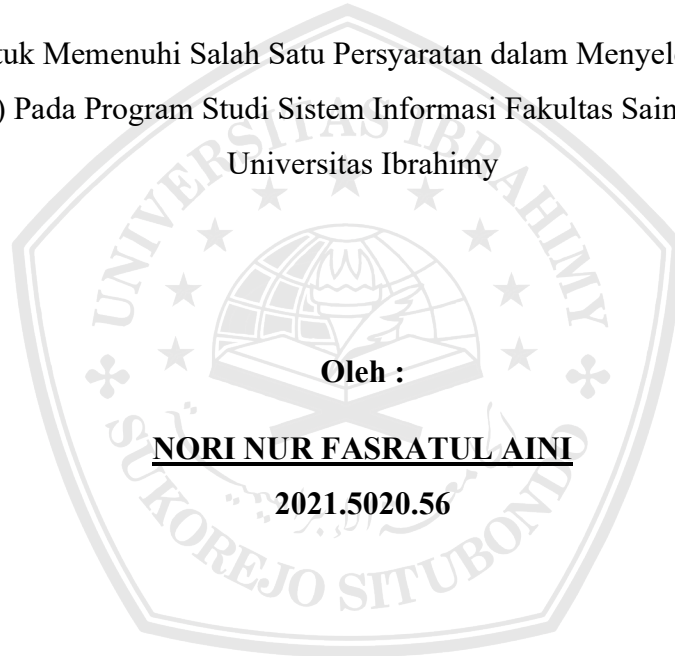 tuk Memenuhi Salah Satu Persyaratan dalam Menyele
) Pada Program Studi Sistem Informasi Fakultas Sain
Universitas Ibrahimy
UNIVERSITAS IBRAHIMY
Oleh :
NORI NUR FASRATUL AINI
2021.5020.56
SUKOREJO SITUBONDO